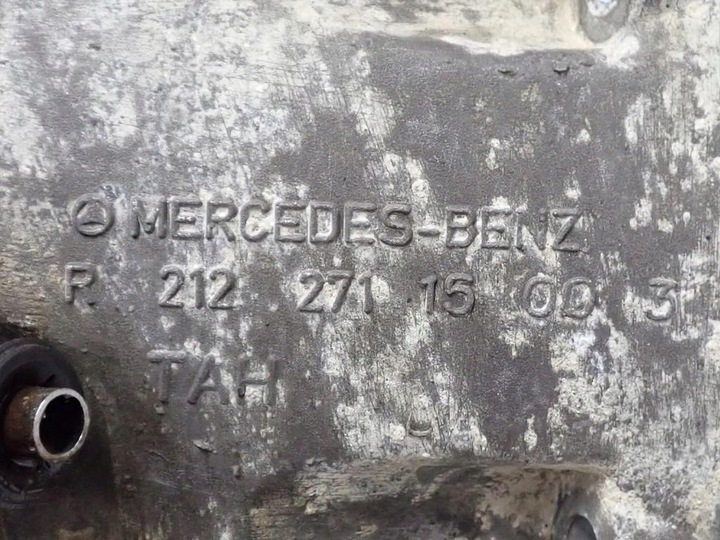 MERCEDES-BENZ
R 212 271 15 00 3
TAH